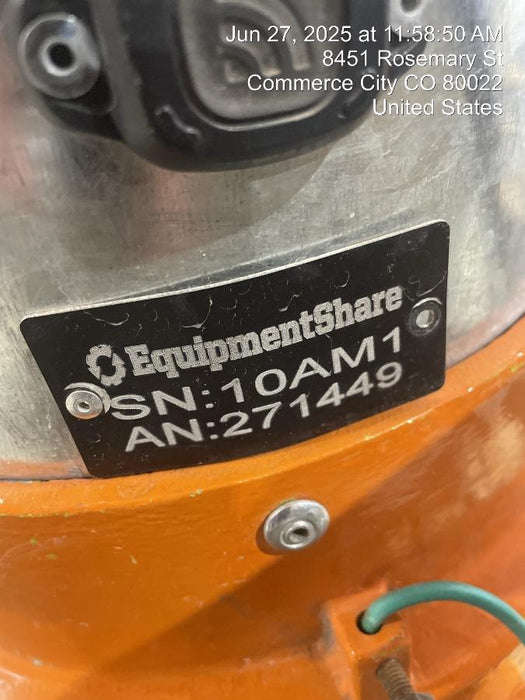 Jun 27, 2025 at 11:58:50 AM
8451 Rosemary St
Commerce City CO 80022
United States
EquipmentShare
SN:10AM1
AN:271449